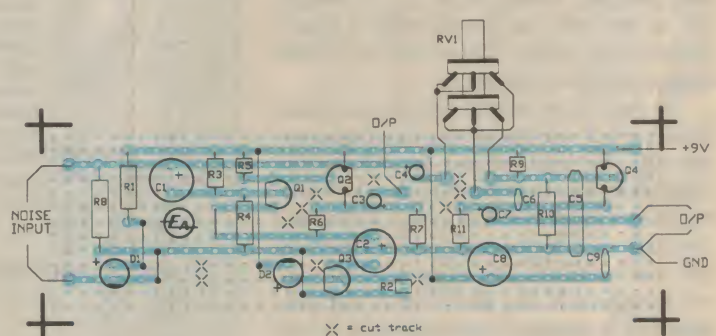 RV1
O/P
+9V
R8
R1
C1
R3
R5
Q1
Q2
C4
C3
R9
C6
C7
Q4
R10
C5
R4
R6
R7
R11
NOISE
INPUT
EA
C2
C8
C9
O/P
GND
D1
D2
Q3
R2
+
+
+
+
+
= cut track